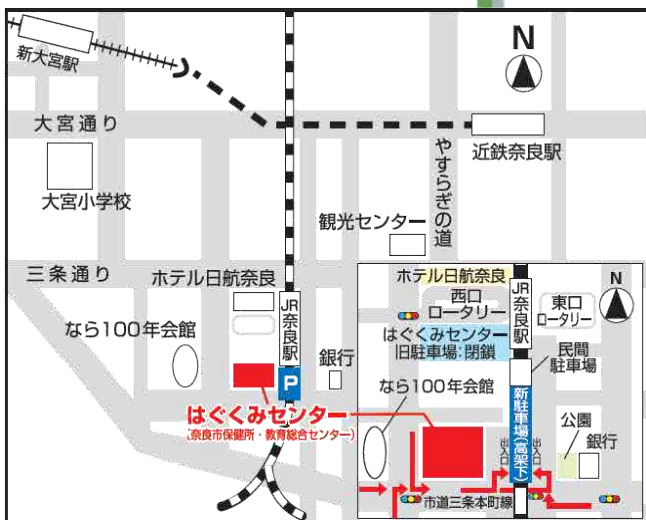 新大宮駅
N
大宮通り
近鉄奈良駅
やすらぎの道
大宮小学校
観光センター
三条通り
ホテル日航奈良
JR奈良駅
なら100年会館
銀行
P
はぐくみセンター
(奈良市保健所・教育総合センター)
ホテル日航奈良
N
西口
ロータリー
JR奈良駅
東口
ロータリー
はぐくみセンター
旧駐車場:閉鎖
民間
駐車場
なら100年会館
新駐車場(高架下)
公園
出入口
出入口
銀行
市道三条本町線